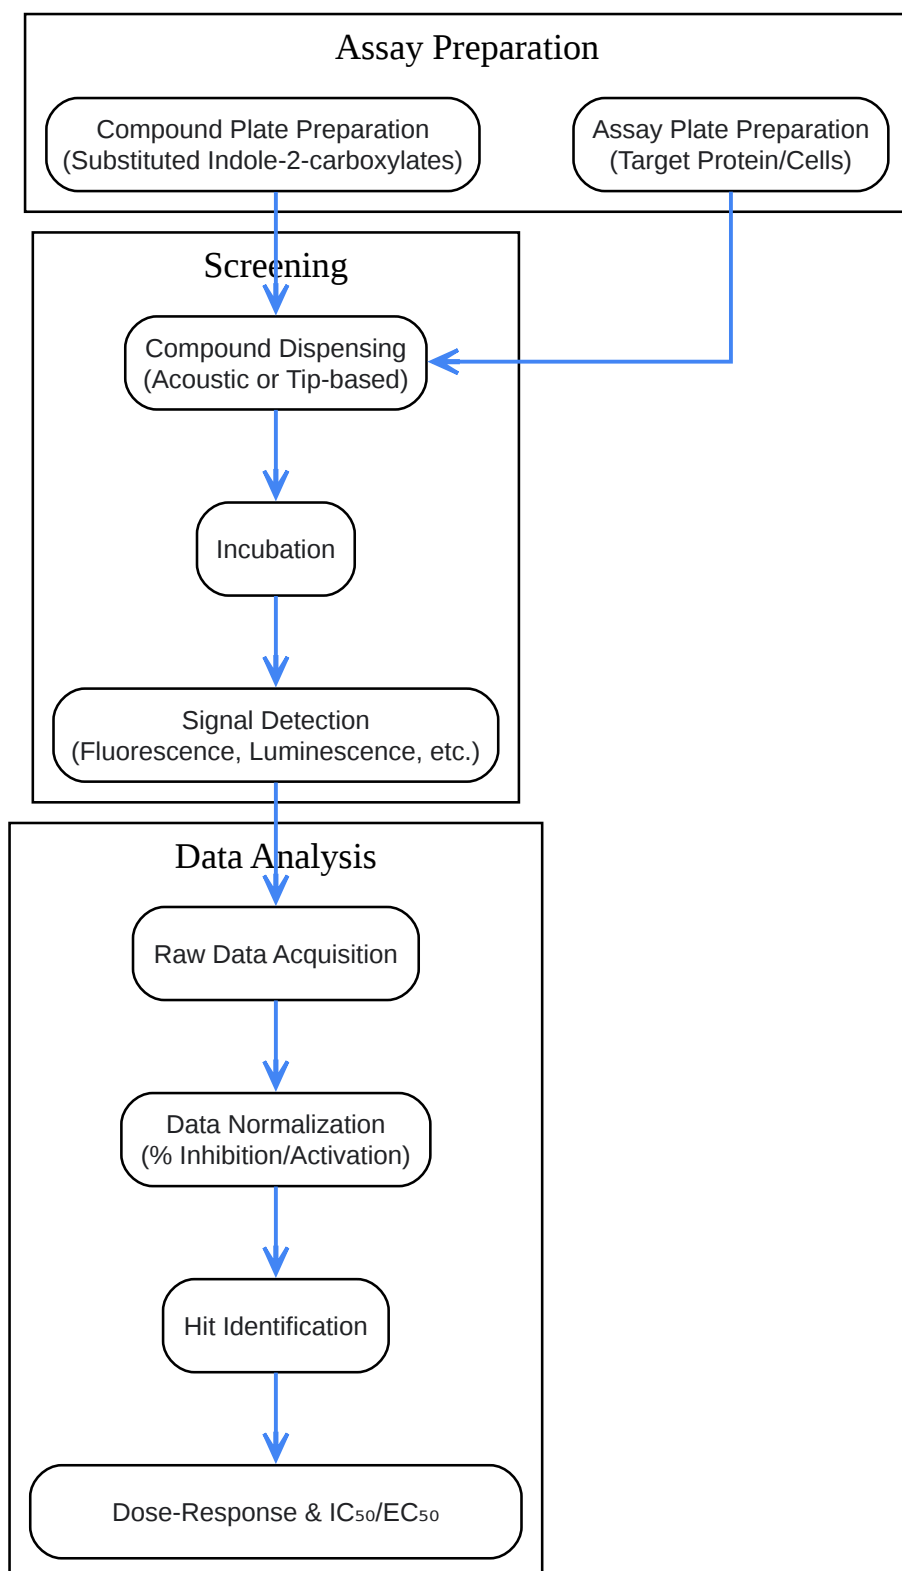 Assay Preparation
Compound Plate Preparation
(Substituted Indole-2-carboxylates)
Assay Plate Preparation
(Target Protein/Cells)
Screening
Compound Dispensing
(Acoustic or Tip-based)
Incubation
Signal Detection
(Fluorescence, Luminescence, etc.)
Data Analysis
Raw Data Acquisition
Data Normalization
(% Inhibition/Activation)
Hit Identification
Dose-Response & IC₅₀/EC₅₀